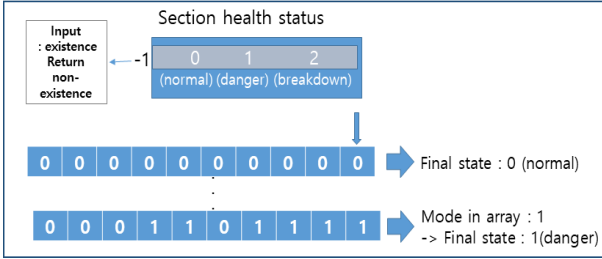 Section health status
Input
: existence
Return
non-
existence
-1 0 1 2
(normal) (danger) (breakdown)
0 0 0 0 0 0 0 0 0 0
Final state : 0 (normal)
0 0 0 1 1 0 1 1 1 1
Mode in array : 1
-> Final state : 1(danger)